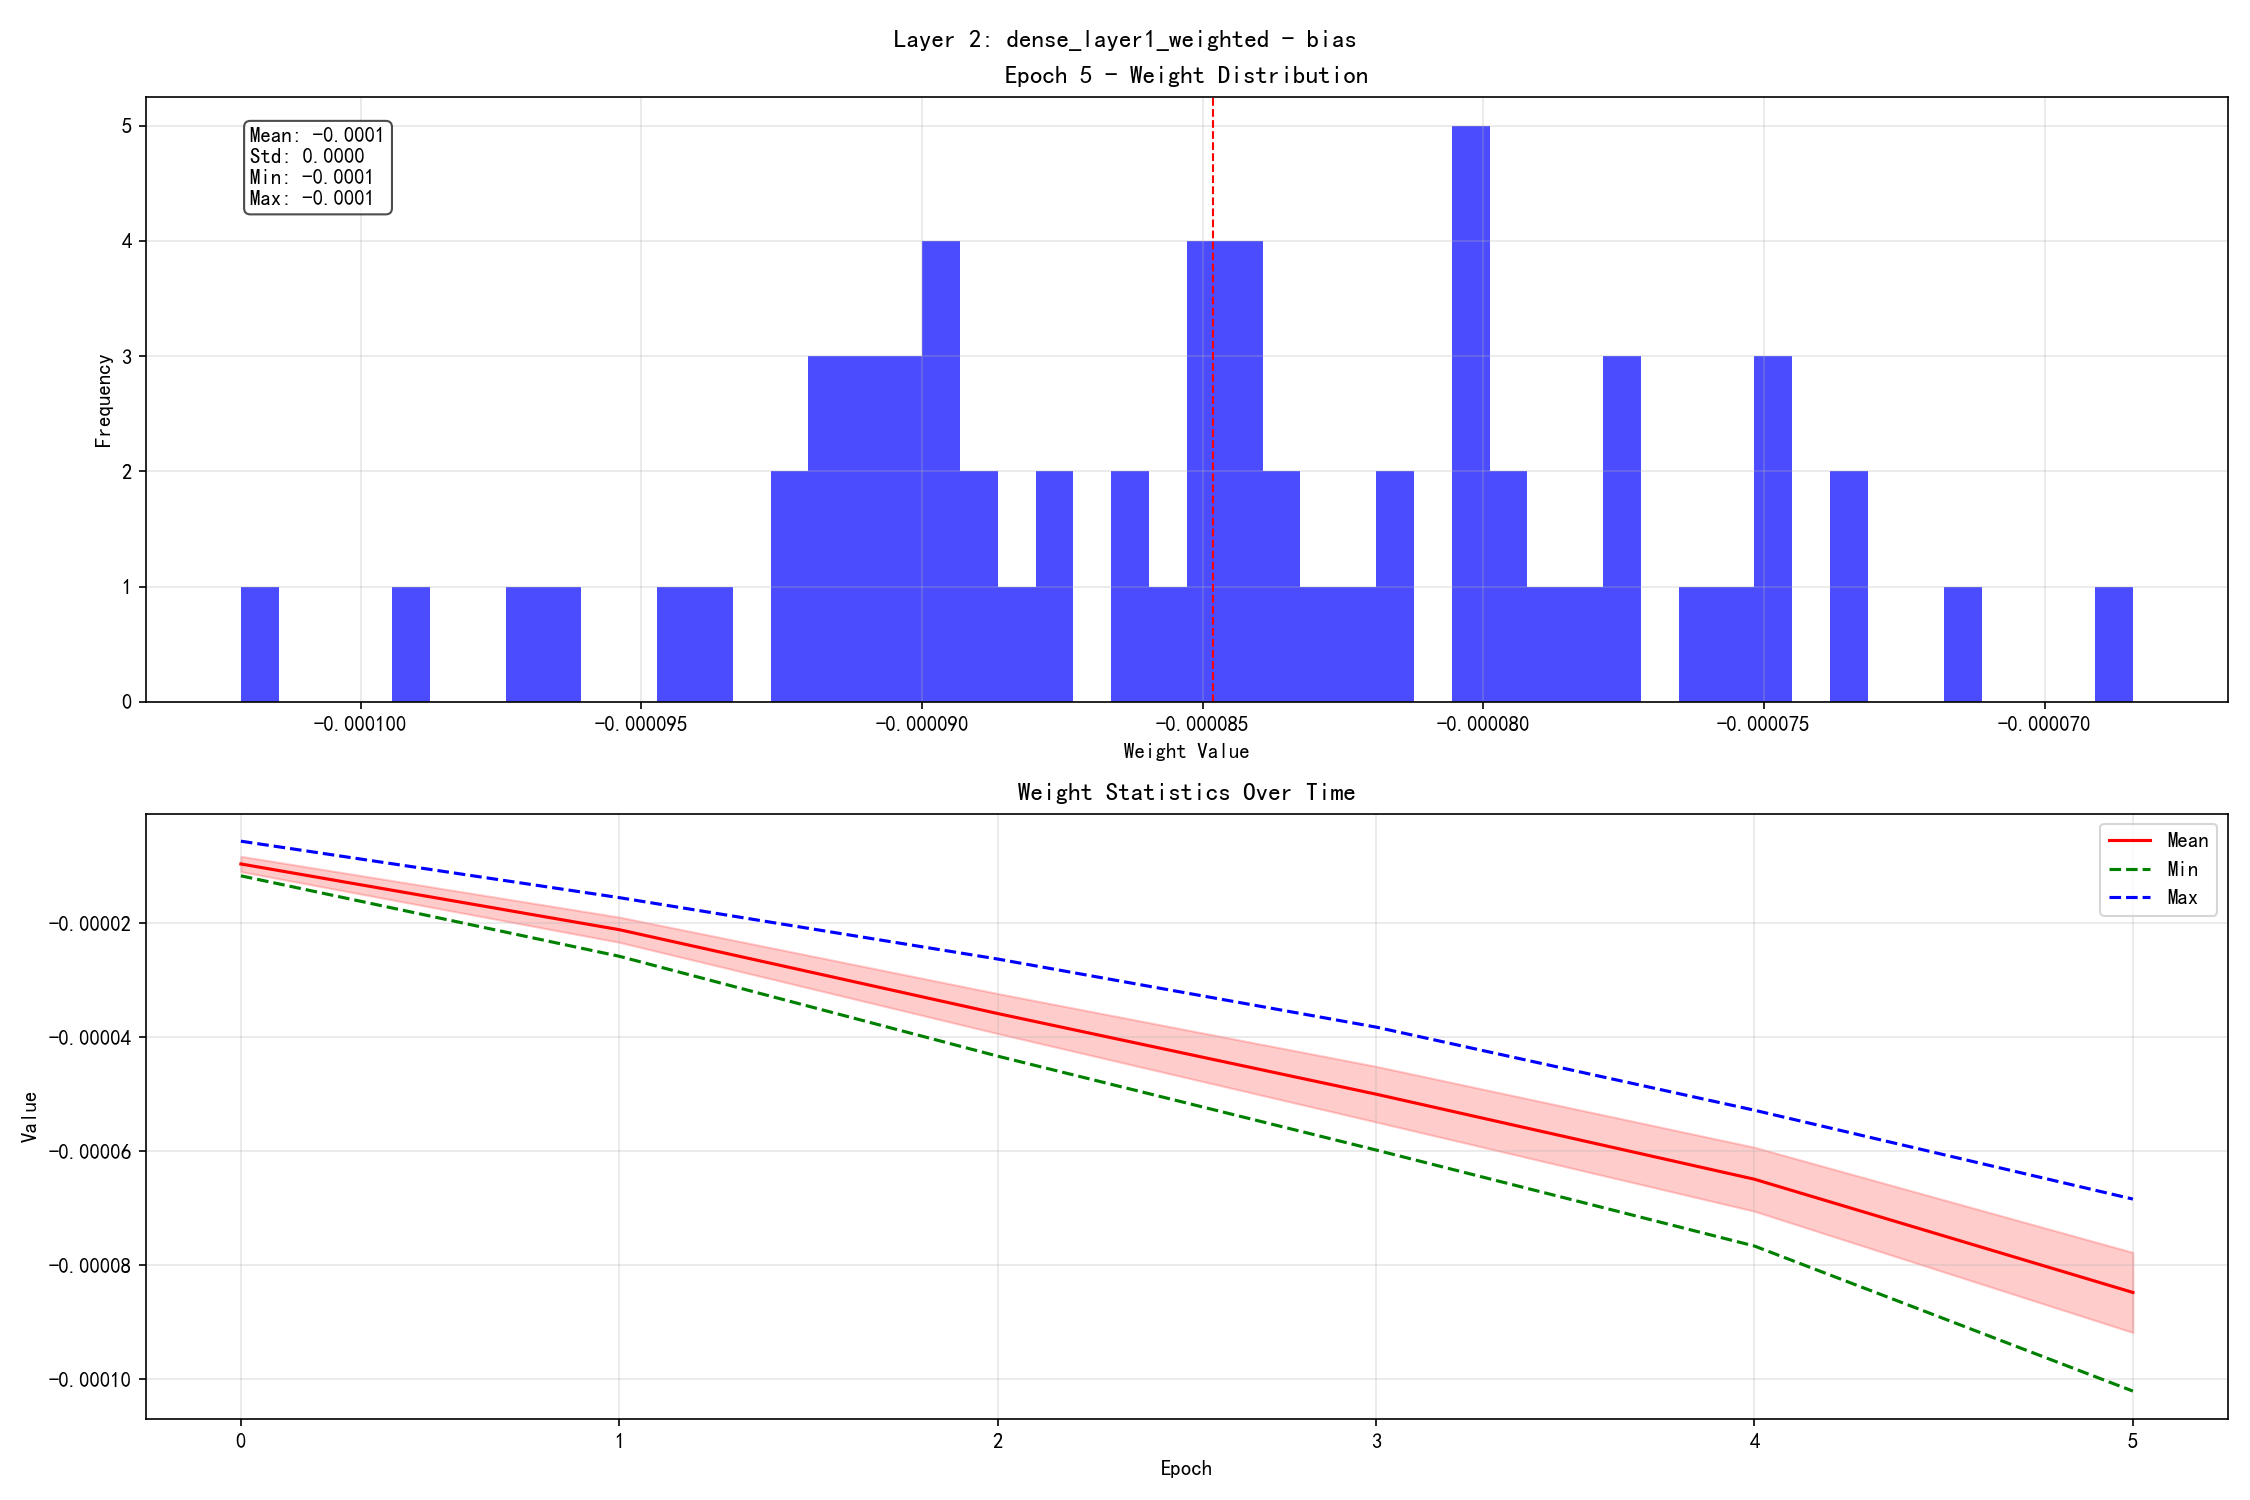 Layer 2: dense_layer1_weighted - bias
Epoch 5 - Weight Distribution
Mean: -0.0001
Std: 0.0000
Min: -0.0001
Max: -0.0001
Frequency
5
4
3
2
1
0
-0.000100 -0.000095 -0.000090 -0.000085 -0.000080 -0.000075 -0.000070
Weight Value
Weight Statistics Over Time
Mean
Min
Max
Value
-0.00002
-0.00004
-0.00006
-0.00008
-0.00010
0 1 2 3 4 5
Epoch